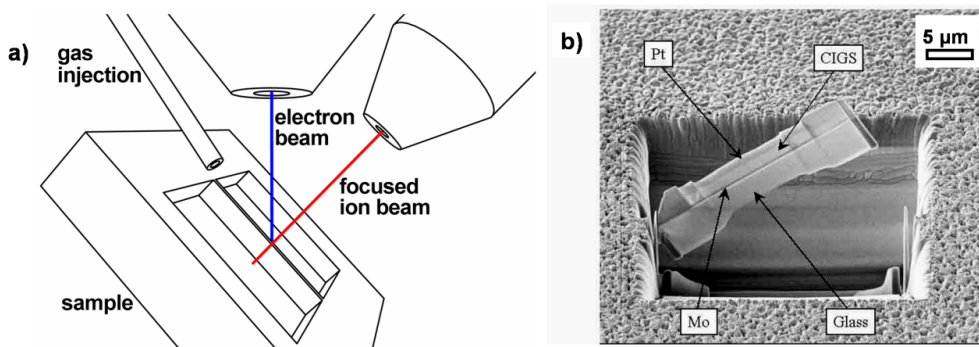 a)
gas
injection
electron
beam
focused
ion beam
sample
b)
5 µm
Pt
CIGS
Mo
Glass